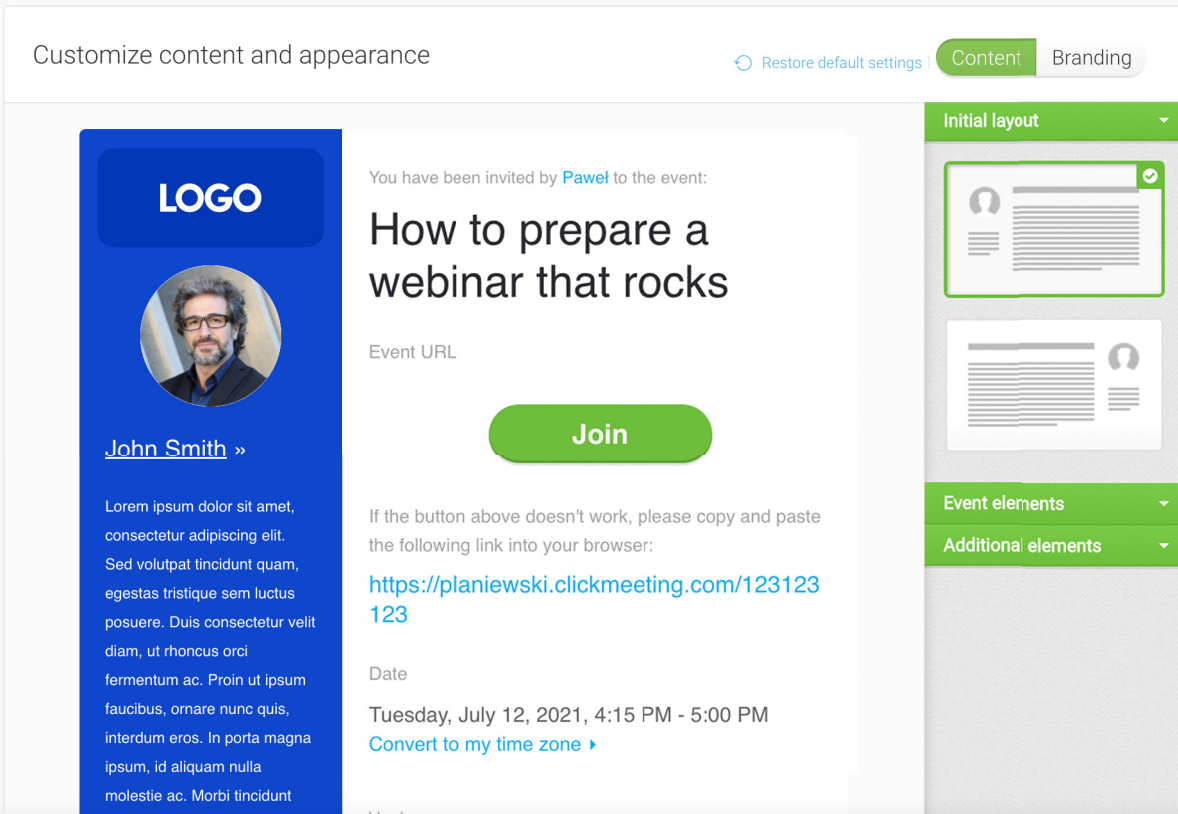 Customize content and appearance
Restore default settings
Content
Branding
LOGO
John Smith »
Lorem ipsum dolor sit amet,
consectetur adipiscing elit.
Sed volutpat tincidunt quam,
egestas tristique sem luctus
posuere. Duis consectetur velit
diam, ut rhoncus orci
fermentum ac. Proin ut ipsum
faucibus, ornare nunc quis,
interdum eros. In porta magna
ipsum, id aliquam nulla
molestie ac. Morbi tincidunt
You have been invited by Paweł to the event:
How to prepare a
webinar that rocks
Event URL
Join
If the button above doesn't work, please copy and paste
the following link into your browser:
https://planiewski.clickmeeting.com/123123
123
Date
Tuesday, July 12, 2021, 4:15 PM - 5:00 PM
Convert to my time zone
Initial layout
Event elements
Additional elements